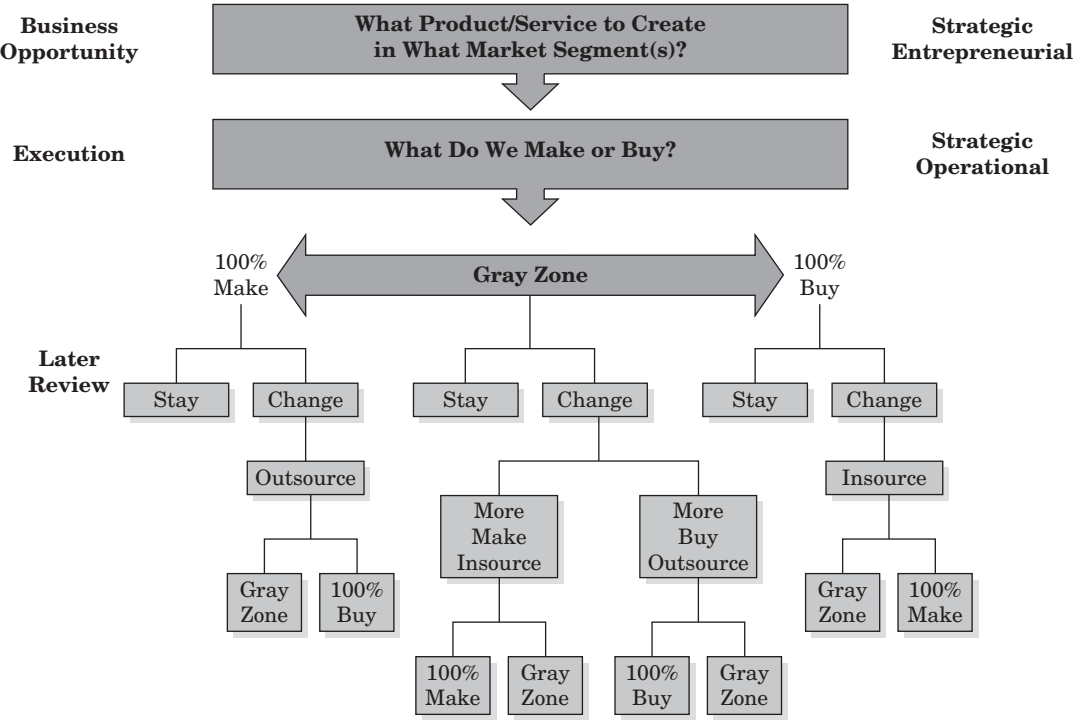 Business
Opportunity
What Product/Service to Create
in What Market Segment(s)?
Strategic
Entrepreneurial
Execution
What Do We Make or Buy?
Strategic
Operational
100%
Make
Gray Zone
100%
Buy
Later
Review
Stay
Change
Stay
Change
Stay
Change
Outsource
Insource
More
Make
Insource
More
Buy
Outsource
Gray
Zone
100%
Buy
Gray
Zone
100%
Make
100%
Make
Gray
Zone
100%
Buy
Gray
Zone